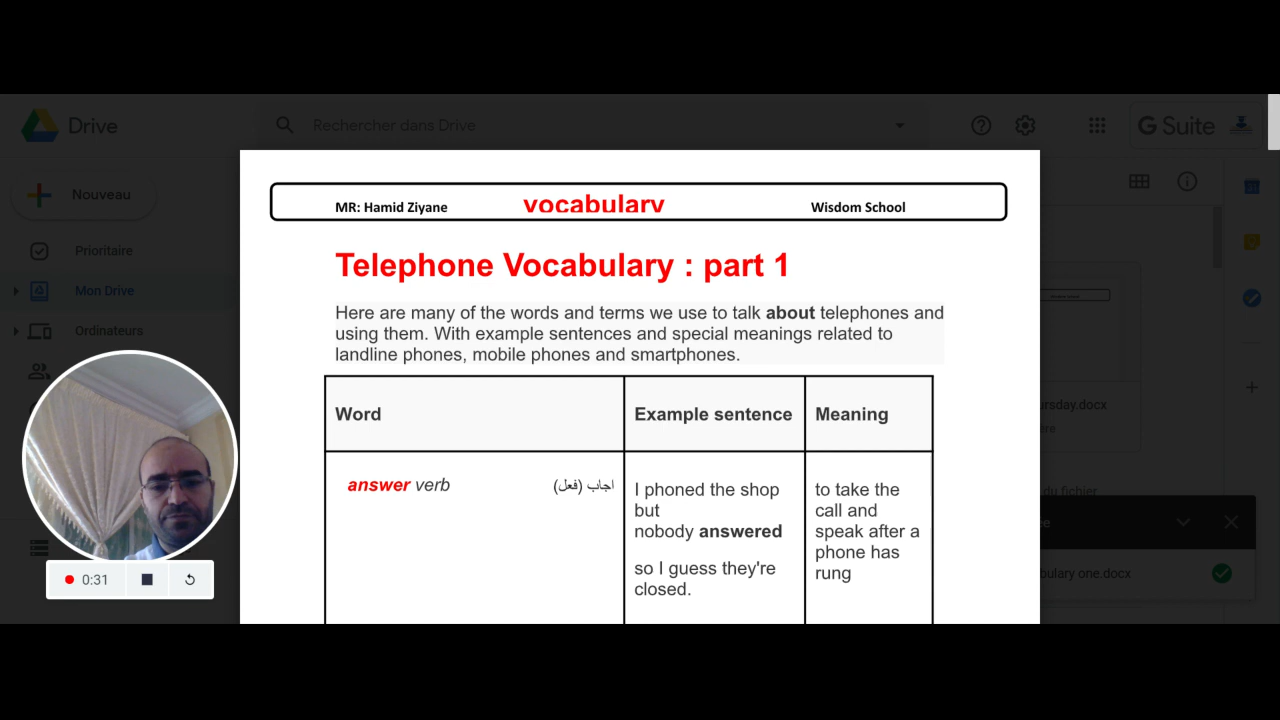 Drive
Rechercher dans Drive
G Suite
Nouveau
Prioritaire
Mon Drive
Ordinateurs
MR: Hamid Ziyane vocabulary Wisdom School
Telephone Vocabulary : part 1
Here are many of the words and terms we use to talk about telephones and
using them. With example sentences and special meanings related to
landline phones, mobile phones and smartphones.
Word Example sentence Meaning
answer verb اجاب (فعل)
I phoned the shop
but
nobody answered
so I guess they're
closed.
to take the
call and
speak after a
phone has
rung
0:31
ursday.docx
du fichier
bulary one.docx